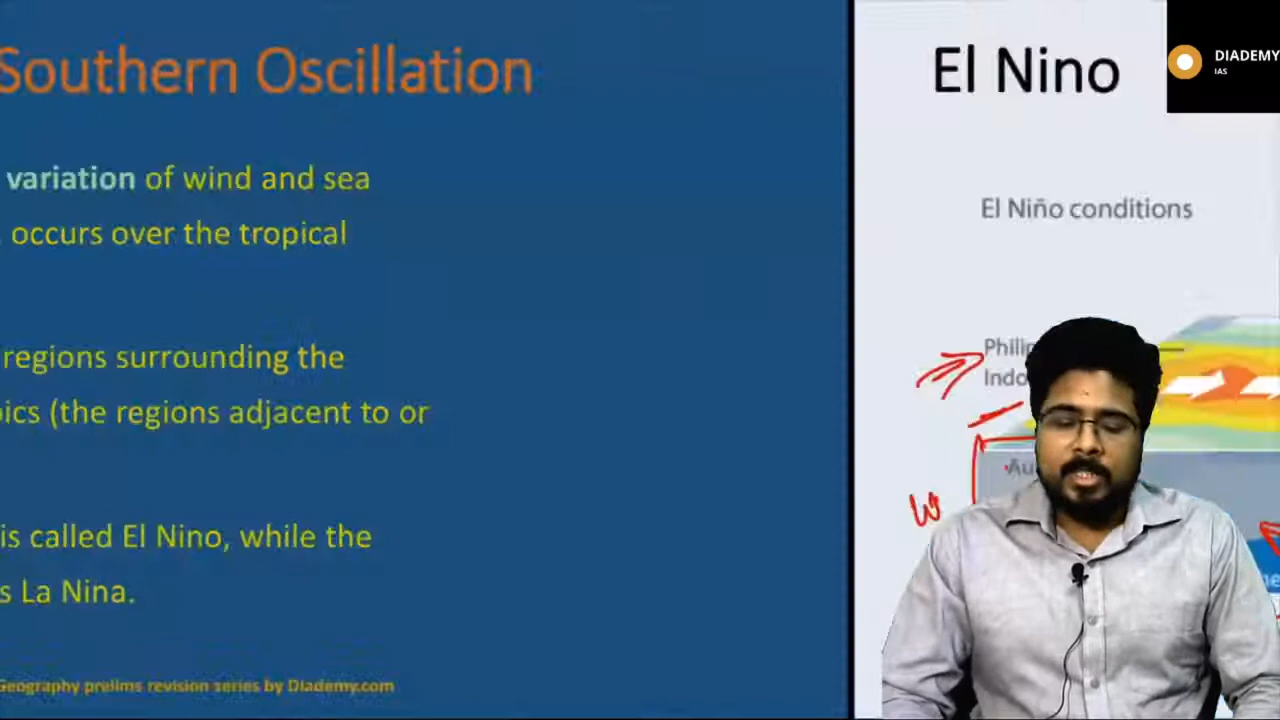 Southern Oscillation
variation of wind and sea
occurs over the tropical
regions surrounding the
(the regions adjacent to or
is called El Nino, while the
La Nina.
Geography prelims revision series by Diademy.com
El Nino
DIADEMY
IAS
El Niño conditions
W